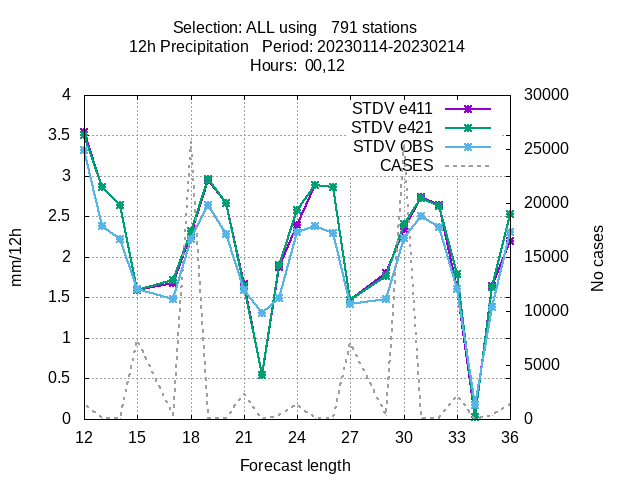 Selection: ALL using   791 stations
12h Precipitation   Period: 20230114-20230214
Hours:  00,12
STDV e411
STDV e421
STDV OBS
CASES
4
3.5
3
2.5
2
1.5
1
0.5
0
30000
25000
20000
15000
10000
5000
0
mm/12h
No cases
12 15 18 21 24 27 30 33 36
Forecast length